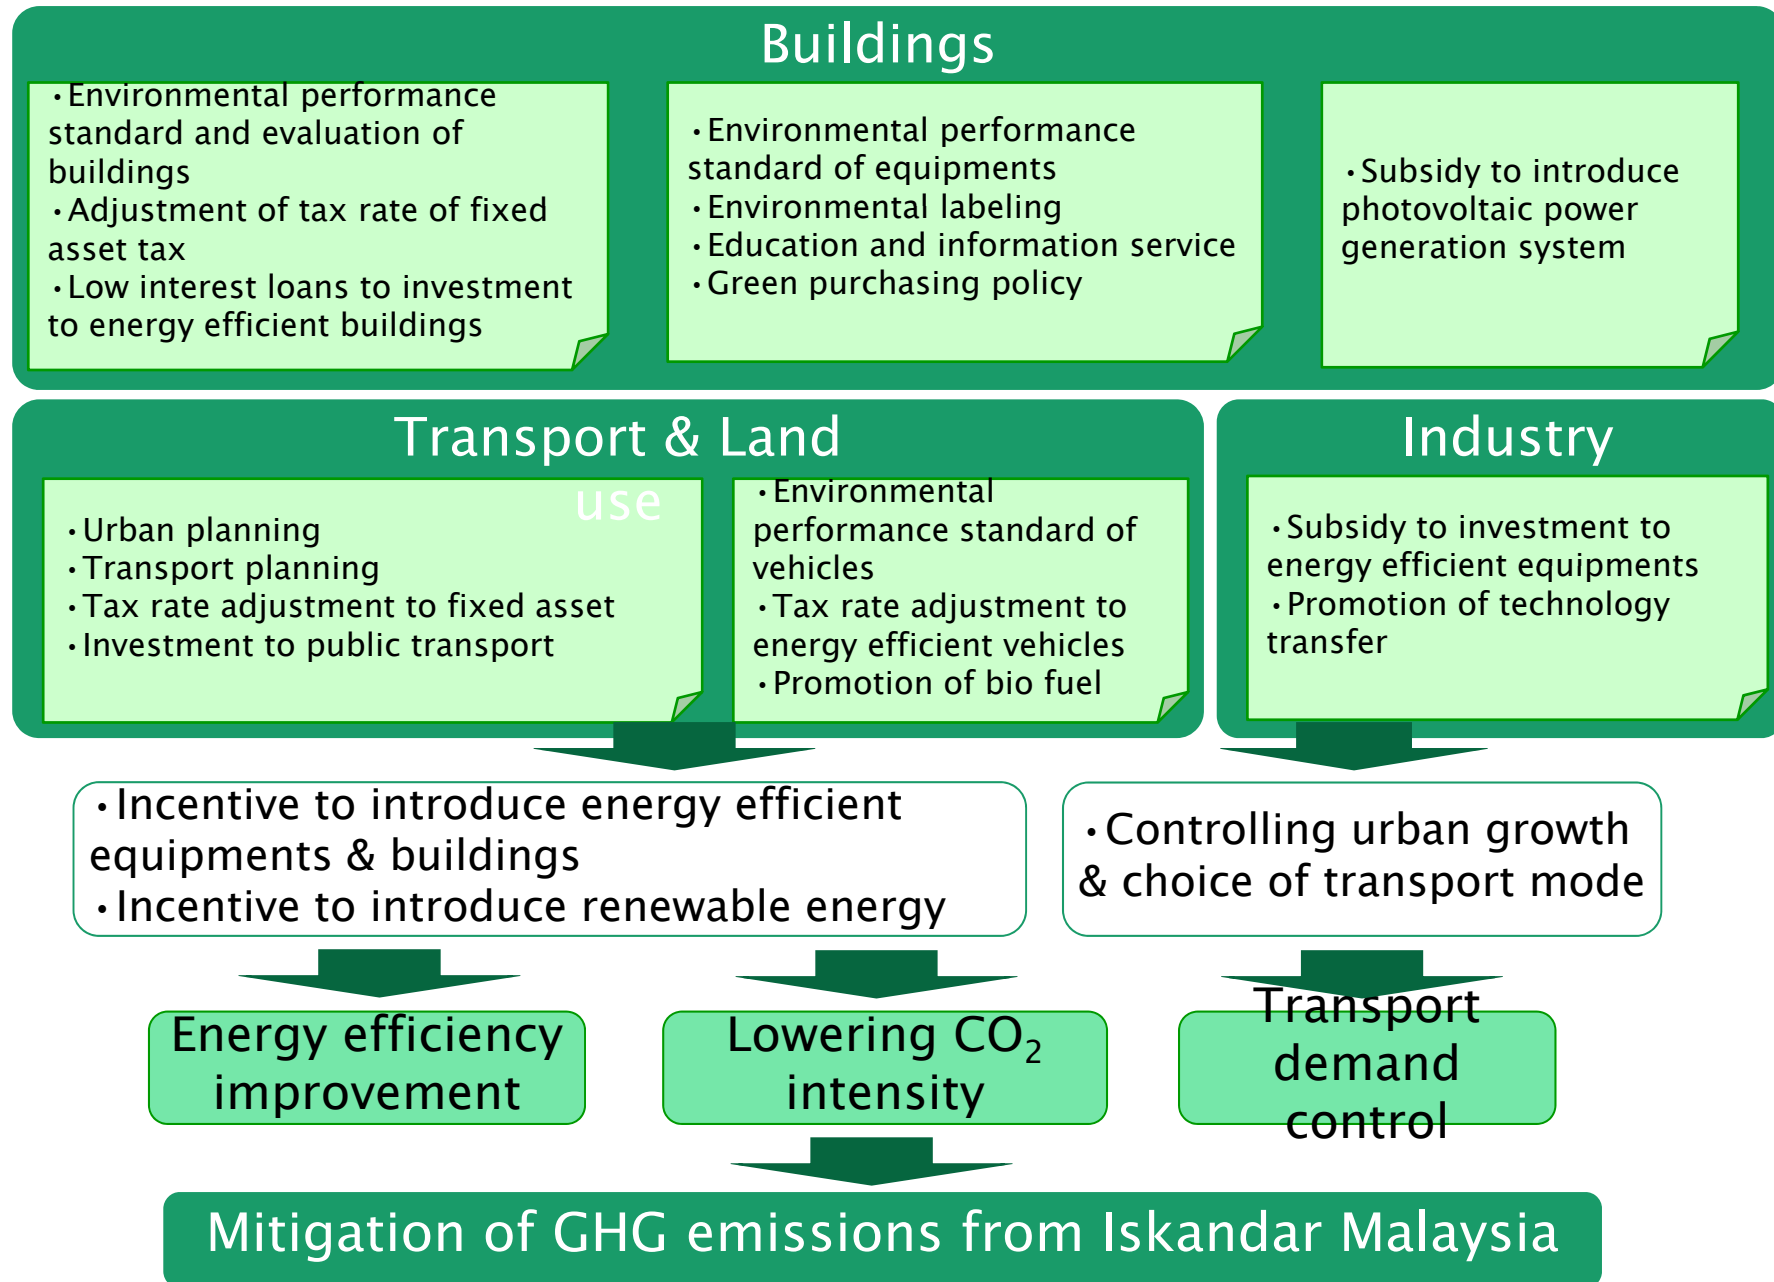 Buildings
・Environmental performance
standard and evaluation of
buildings
・Adjustment of tax rate of fixed
asset tax
・Low interest loans to investment
to energy efficient buildings
・Environmental performance
standard of equipments
・Environmental labeling
・Education and information service
・Green purchasing policy
・Subsidy to introduce
photovoltaic power
generation system
Transport & Land
use
・Urban planning
・Transport planning
・Tax rate adjustment to fixed asset
・Investment to public transport
・Environmental
performance standard of
vehicles
・Tax rate adjustment to
energy efficient vehicles
・Promotion of bio fuel
Industry
・Subsidy to investment to
energy efficient equipments
・Promotion of technology
transfer
・Incentive to introduce energy efficient
equipments & buildings
・Incentive to introduce renewable energy
・Controlling urban growth
& choice of transport mode
Energy efficiency
improvement
Lowering CO₂
intensity
Transport
demand
control
Mitigation of GHG emissions from Iskandar Malaysia